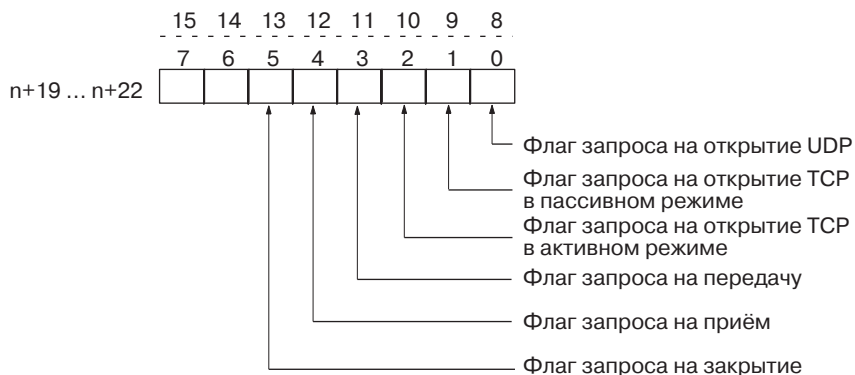 15 14 13 12 11 10 9 8
7 6 5 4 3 2 1 0
n+19 ... n+22
Флаг запроса на открытие UDP
Флаг запроса на открытие TCP
в пассивном режиме
Флаг запроса на открытие TCP
в активном режиме
Флаг запроса на передачу
Флаг запроса на приём
Флаг запроса на закрытие